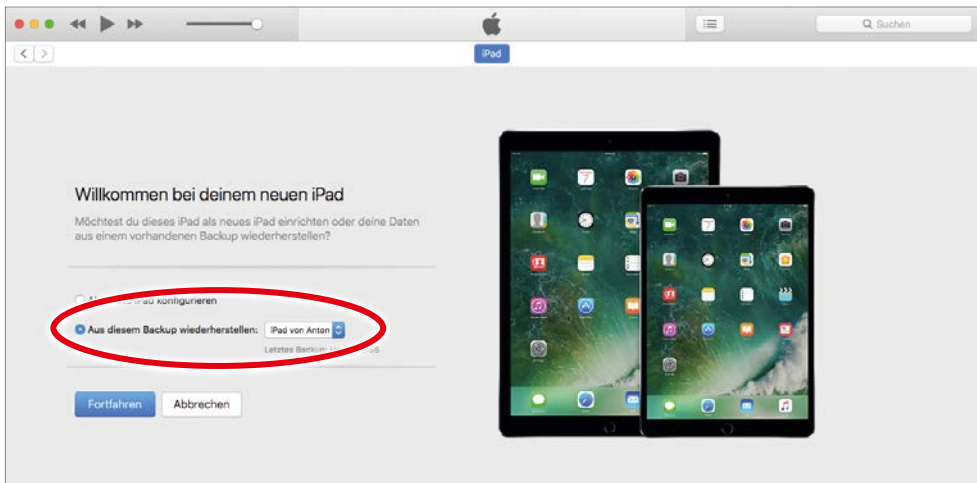 Suchen
iPad
Willkommen bei deinem neuen iPad
Möchtest du dieses iPad als neues iPad einrichten oder deine Daten
aus einem vorhandenen Backup wiederherstellen?
iPad konfigurieren
Aus diesem Backup wiederherstellen:
iPad von Anton
Letztes Backup:
Fortfahren
Abbrechen